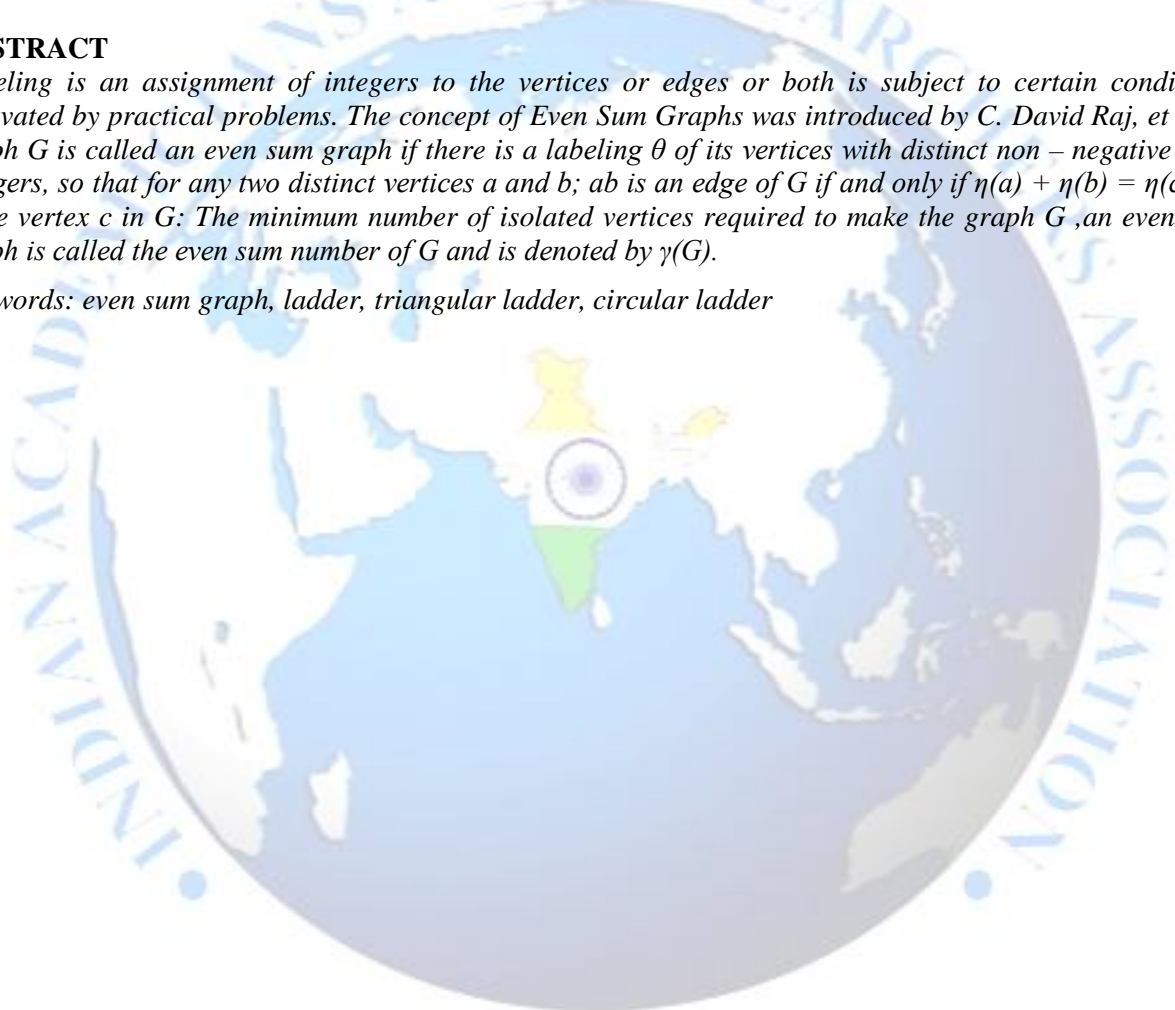 STRACT
eling is an assignment of integers to the vertices or edges or both is subject to certain condi
vated by practical problems. The concept of Even Sum Graphs was introduced by C. David Raj, et
ph G is called an even sum graph if there is a labeling θ of its vertices with distinct non – negative
gers, so that for any two distinct vertices a and b; ab is an edge of G if and only if η(a) + η(b) = η(c
e vertex c in G: The minimum number of isolated vertices required to make the graph G ,an even
ph is called the even sum number of G and is denoted by γ(G).
words: even sum graph, ladder, triangular ladder, circular ladder
INDIAN ACADEMICIANS RESEARCHERS ASSOCIATION